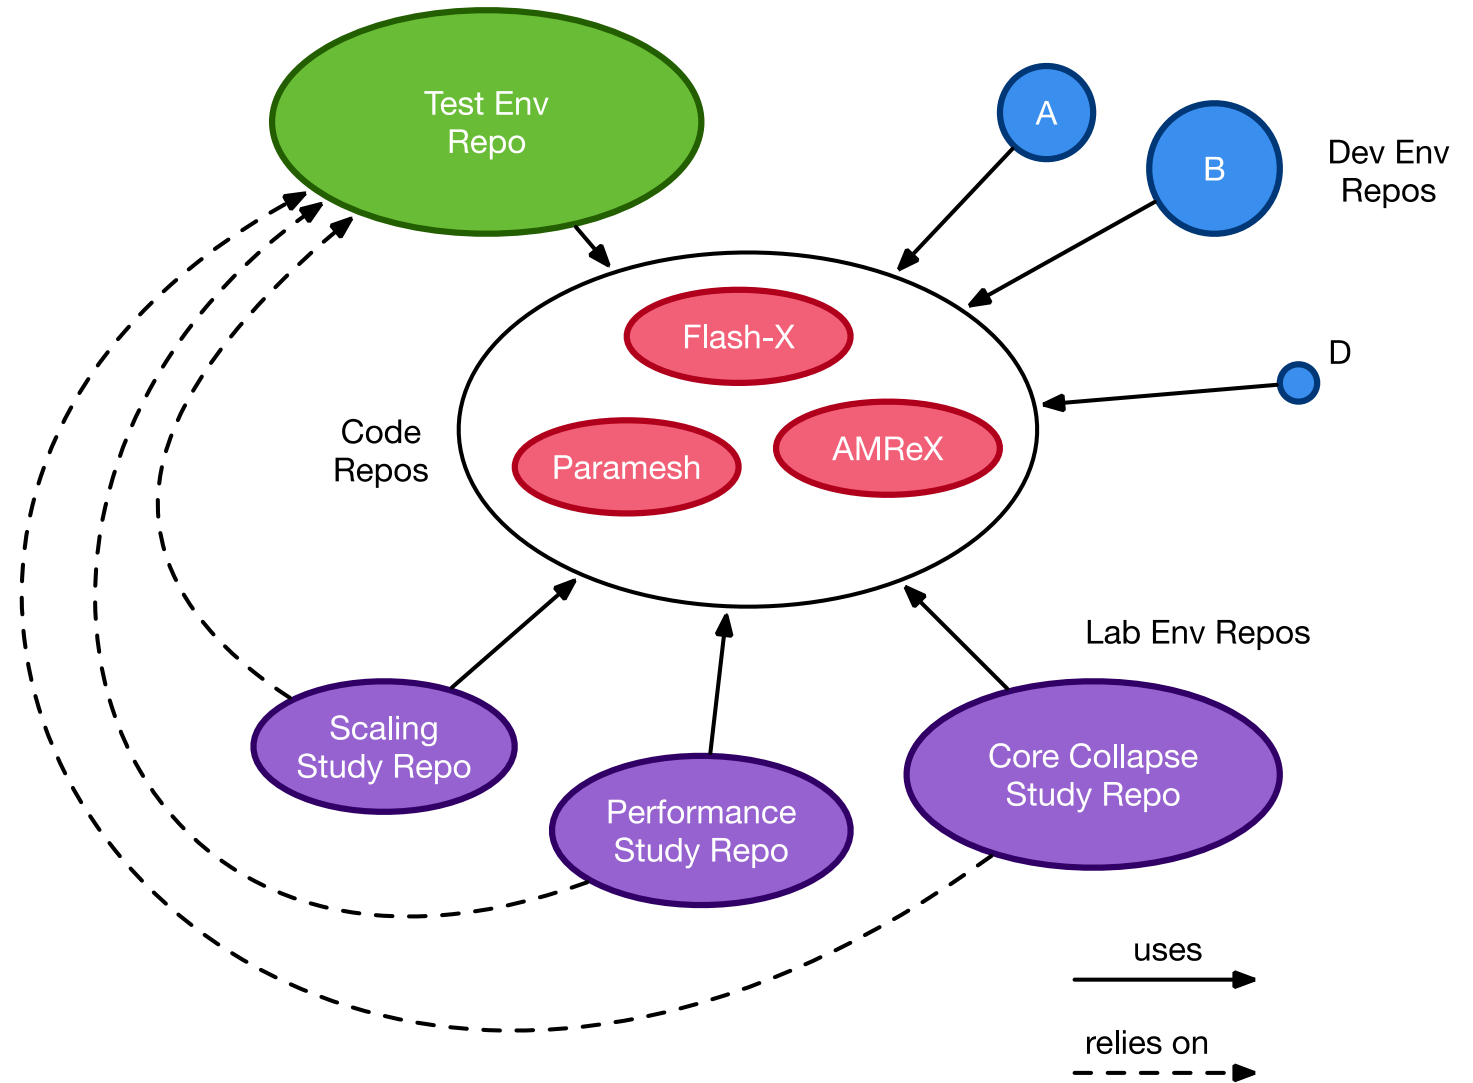 Test Env
Repo
A
B
Dev Env
Repos
Flash-X
D
Code
Repos
Paramesh
AMReX
Lab Env Repos
Scaling
Study Repo
Performance
Study Repo
Core Collapse
Study Repo
uses
relies on